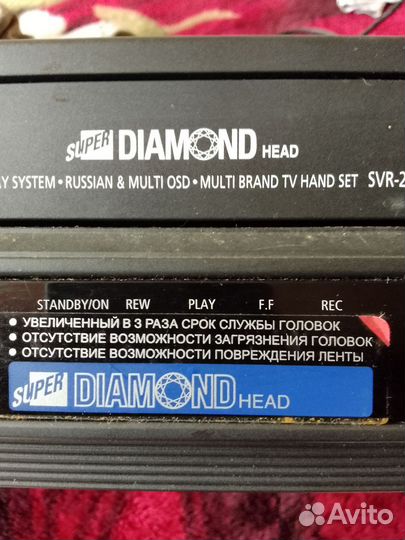 SUPER DIAMOND HEAD
SYSTEM • RUSSIAN & MULTI OSD • MULTI BRAND TV HAND SET SVR-2
STANDBY/ON REW PLAY F.F REC
• УВЕЛИЧЕННЫЙ В 3 РАЗА СРОК СЛУЖБЫ ГОЛОВОК
• ОТСУТСТВИЕ ВОЗМОЖНОСТИ ЗАГРЯЗНЕНИЯ ГОЛОВОК
• ОТСУТСТВИЕ ВОЗМОЖНОСТИ ПОВРЕЖДЕНИЯ ЛЕНТЫ
SUPER DIAMOND HEAD
Avito